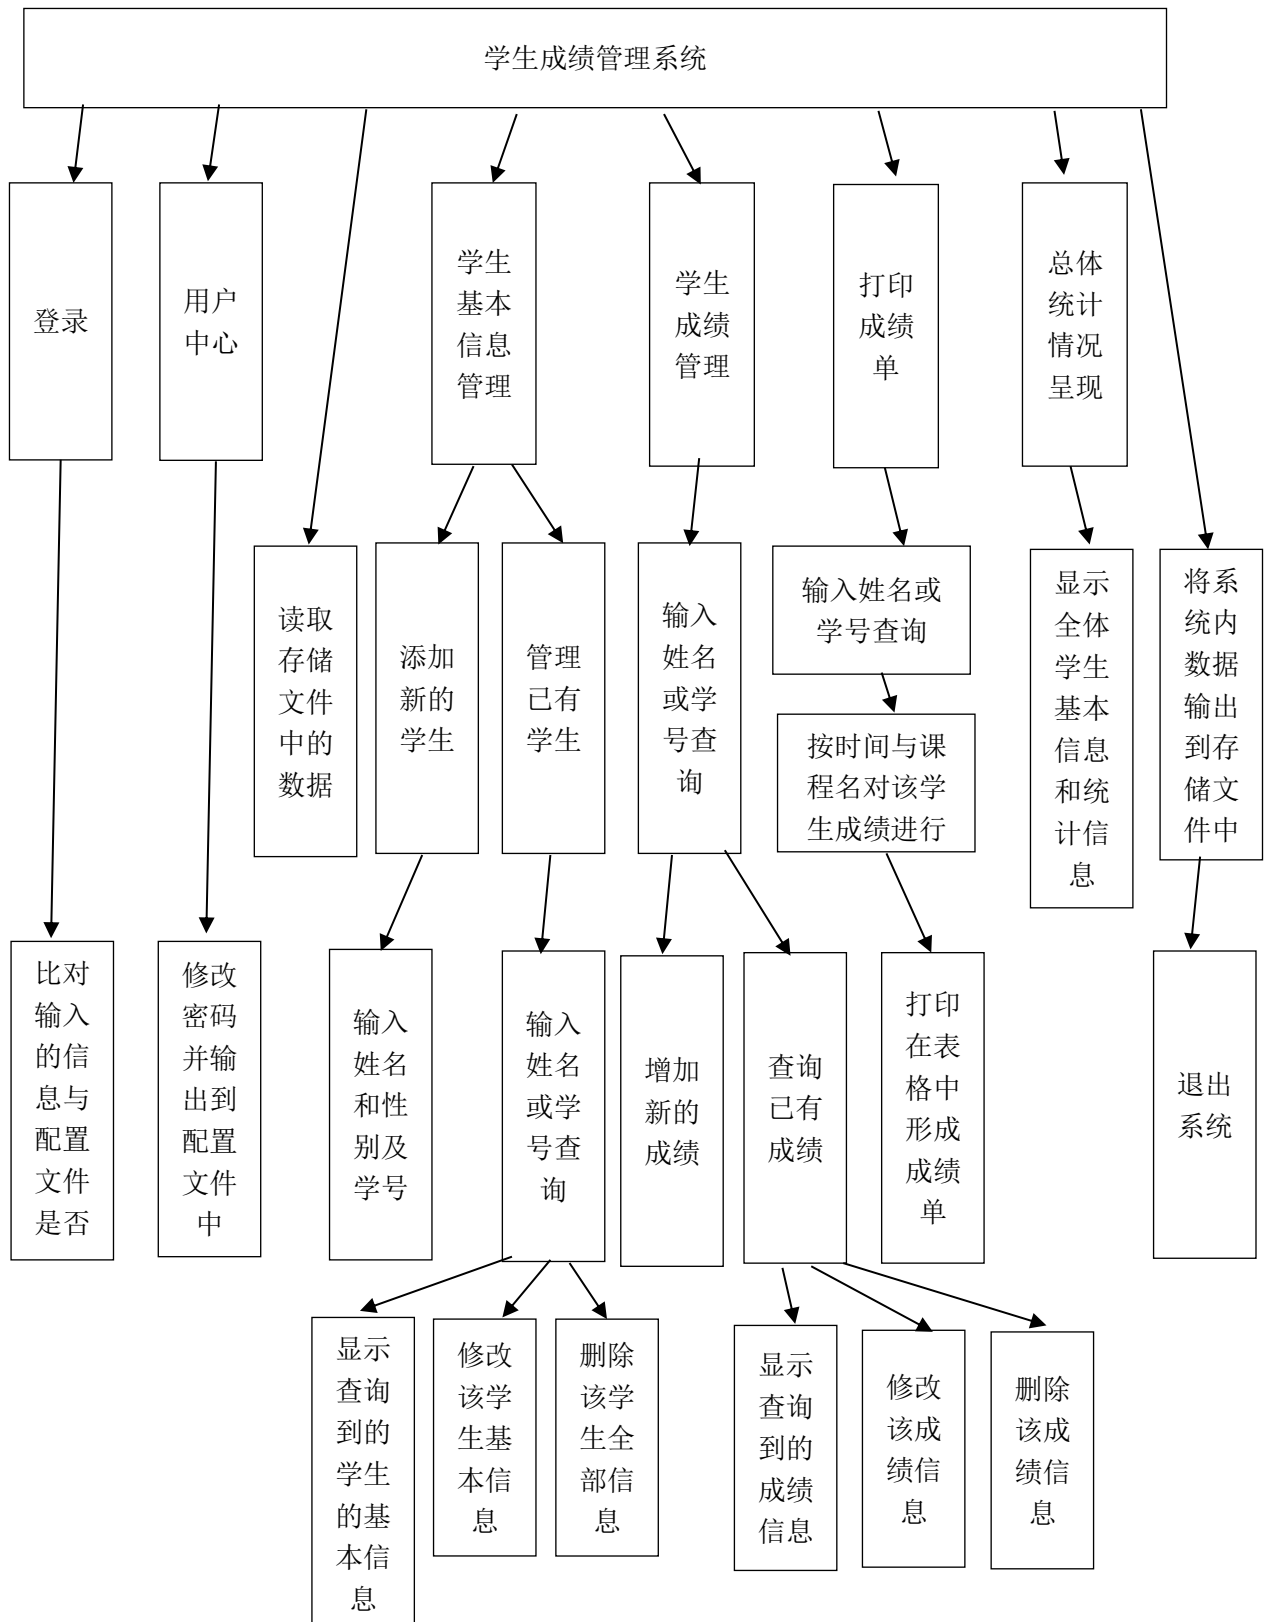 学生成绩管理系统
登录
用户
中心
学生
基本
信息
管理
学生
成绩
管理
打印
成绩
单
总体
统计
情况
呈现
读取
存储
文件
中的
数据
添加
新的
学生
管理
已有
学生
输入
姓名
或学
号查
询
输入姓名或
学号查询
按时间与课
程名对该学
生成绩进行
显示
全体
学生
基本
信息
和统
计信
息
将系
统内
数据
输出
到存
储文
件中
比对
输入
的信
息与
配置
文件
是否
修改
密码
并输
出到
配置
文件
中
输入
姓名
和性
别及
学号
输入
姓名
或学
号查
询
增加
新的
成绩
查询
已有
成绩
打印
在表
格中
形成
成绩
单
退出
系统
显示
查询
到的
学生
的基
本信
息
修改
该学
生基
本信
息
删除
该学
生全
部信
息
显示
查询
到的
成绩
信息
修改
该成
绩信
息
删除
该成
绩信
息